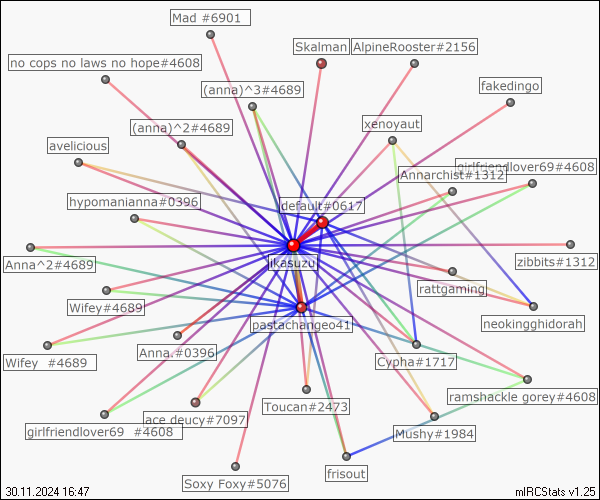 Mad #6901
Skalman
AlpineRooster#2156
no cops no laws no hope#4608
(anna)^3#4689
fakedingo
(anna)^2#4689
xenoyaut
avelicious
girlfriendlover69#4608
Annarchist#1312
hypomanianna#0396
default#0617
Anna^2#4689
jkasuzu
zibbits#1312
rattgaming
Wifey#4689
pastachangeo41
neokingghidorah
Wifey  #4689
Anna.#0396
Cypha#1717
ace deucy#7097
Toucan#2473
ramshackle gorey#4608
girlfriendlover69  #4608
Mushy#1984
Soxy Foxy#5076
frisout
30.11.2024 16:47
mIRCStats v1.25